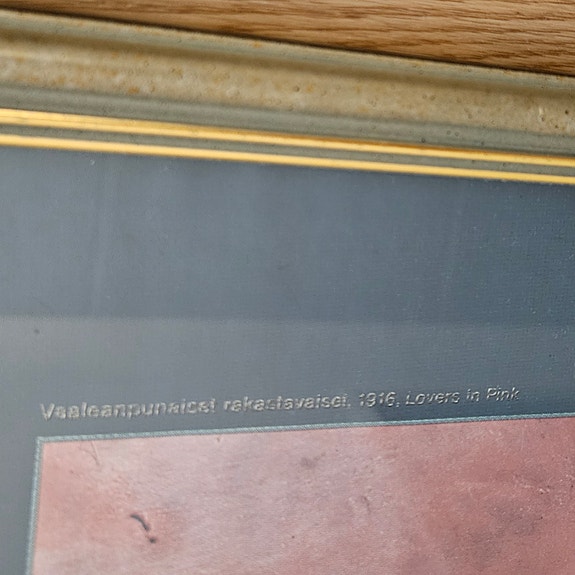 Vaaleanpunaiset rakastavaiset, 1916, Lovers in Pink